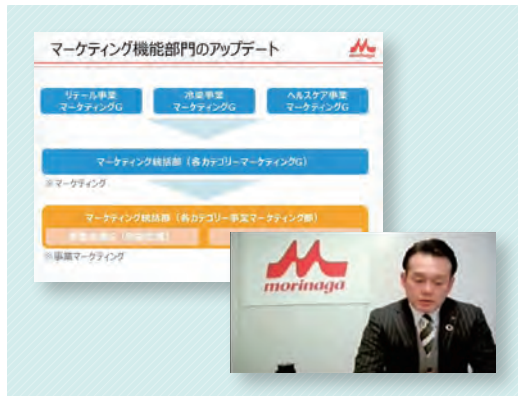 マーケティング機能部門のアップデート
morinaga
リテール事業
マーケティングG
冷菓事業
マーケティングG
ヘルスケア事業
マーケティングG
マーケティング統括部（各カテゴリーマーケティングG）
※マーケティング
マーケティング統括部（各カテゴリー事業マーケティング部）
※事業マーケティング
morinaga